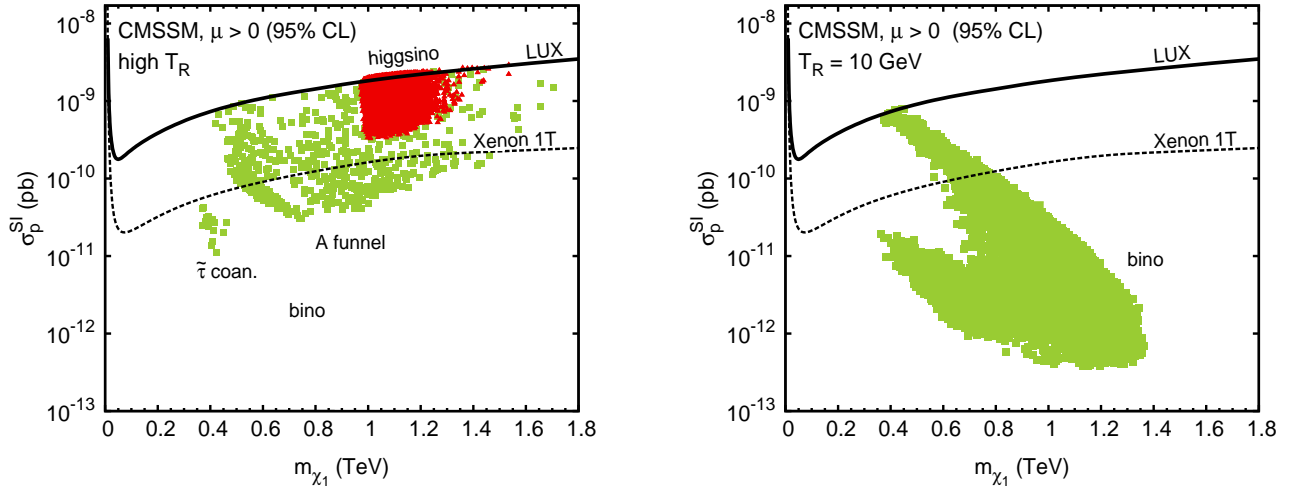 CMSSM, μ > 0 (95% CL)
high T_R
higgsino
LUX
Xenon 1T
A funnel
τ̃ coan.
bino
10^-8
10^-9
10^-10
10^-11
10^-12
10^-13
σ_p^SI (pb)
0 0.2 0.4 0.6 0.8 1 1.2 1.4 1.6 1.8
m_χ1 (TeV)
CMSSM, μ > 0 (95% CL)
T_R = 10 GeV
LUX
Xenon 1T
bino
10^-8
10^-9
10^-10
10^-11
10^-12
10^-13
σ_p^SI (pb)
0 0.2 0.4 0.6 0.8 1 1.2 1.4 1.6 1.8
m_χ1 (TeV)